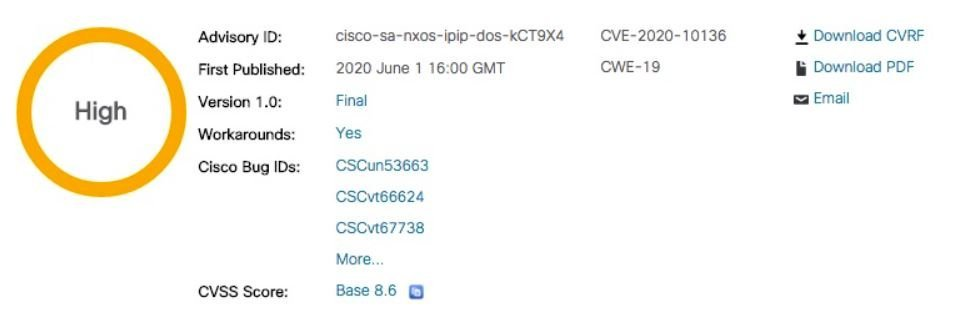 High
Advisory ID: cisco-sa-nxos-ipip-dos-kCT9X4 CVE-2020-10136 Download CVRF
First Published: 2020 June 1 16:00 GMT CWE-19 Download PDF
Version 1.0: Final Email
Workarounds: Yes
Cisco Bug IDs: CSCun53663
CSCvt66624
CSCvt67738
More...
CVSS Score: Base 8.6